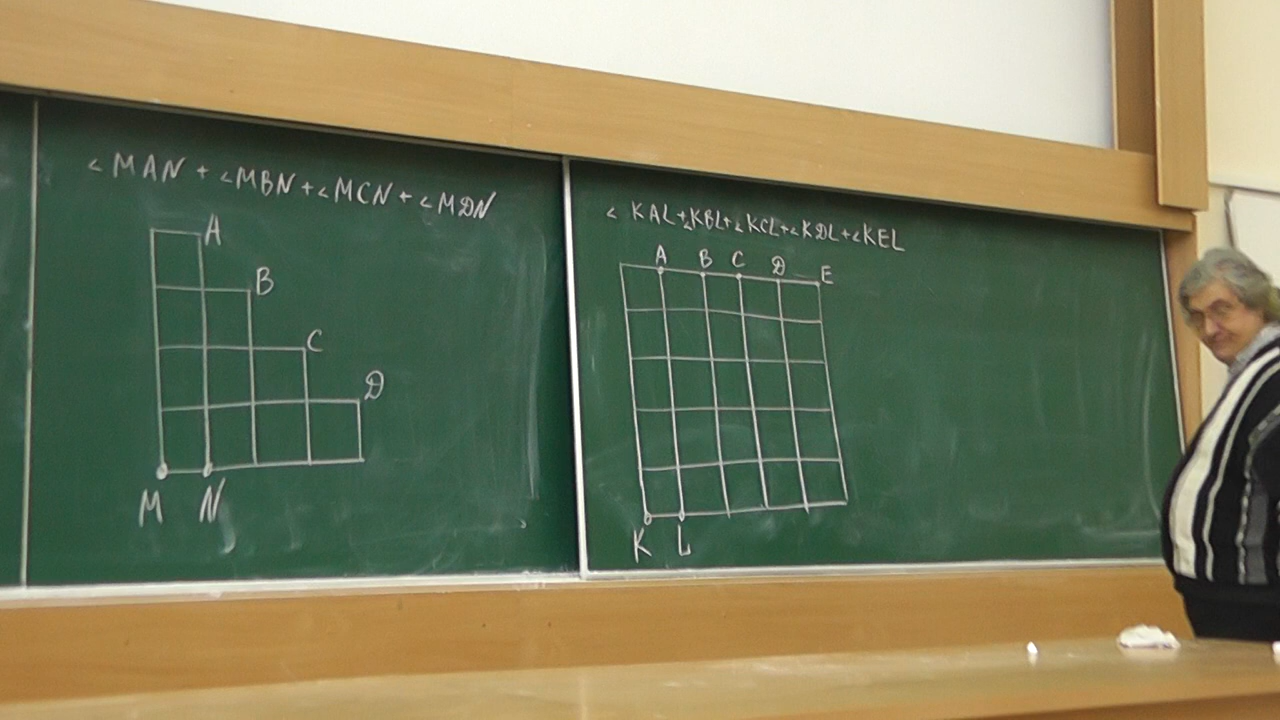 ∠MAN + ∠MBN + ∠MCN + ∠MDN
A
B
C
D
M N
∠KAL+∠KBL+∠KCL+∠KDL+∠KEL
A B C D E
K L